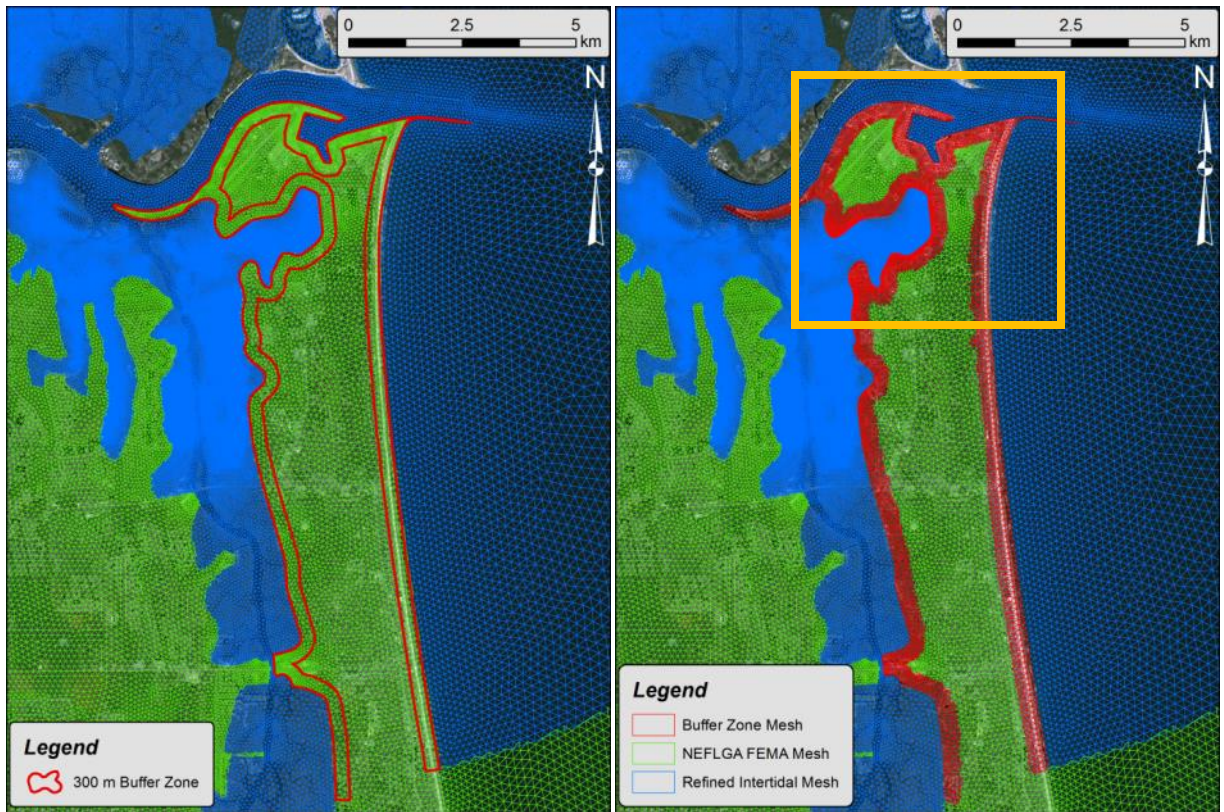 0 2.5 5
km
N
Legend
300 m Buffer Zone
0 2.5 5
km
N
Legend
Buffer Zone Mesh
NEFLGA FEMA Mesh
Refined Intertidal Mesh